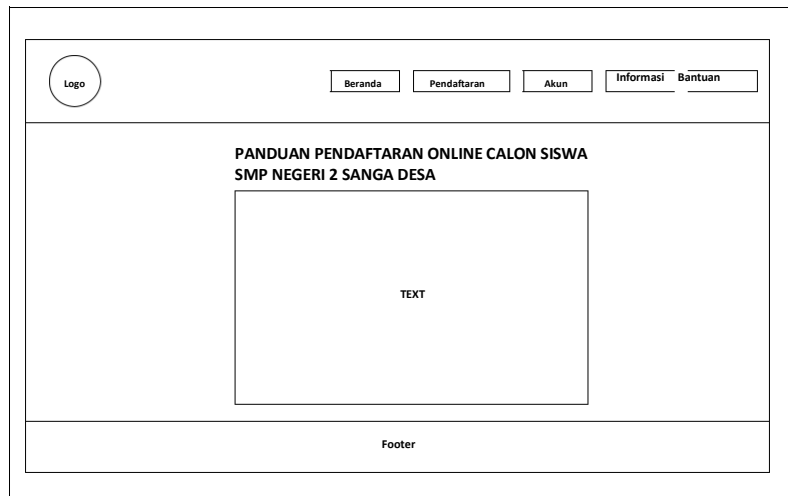 Logo
Beranda Pendaftaran Akun Informasi Bantuan
PANDUAN PENDAFTARAN ONLINE CALON SISWA
SMP NEGERI 2 SANGA DESA
TEXT
Footer